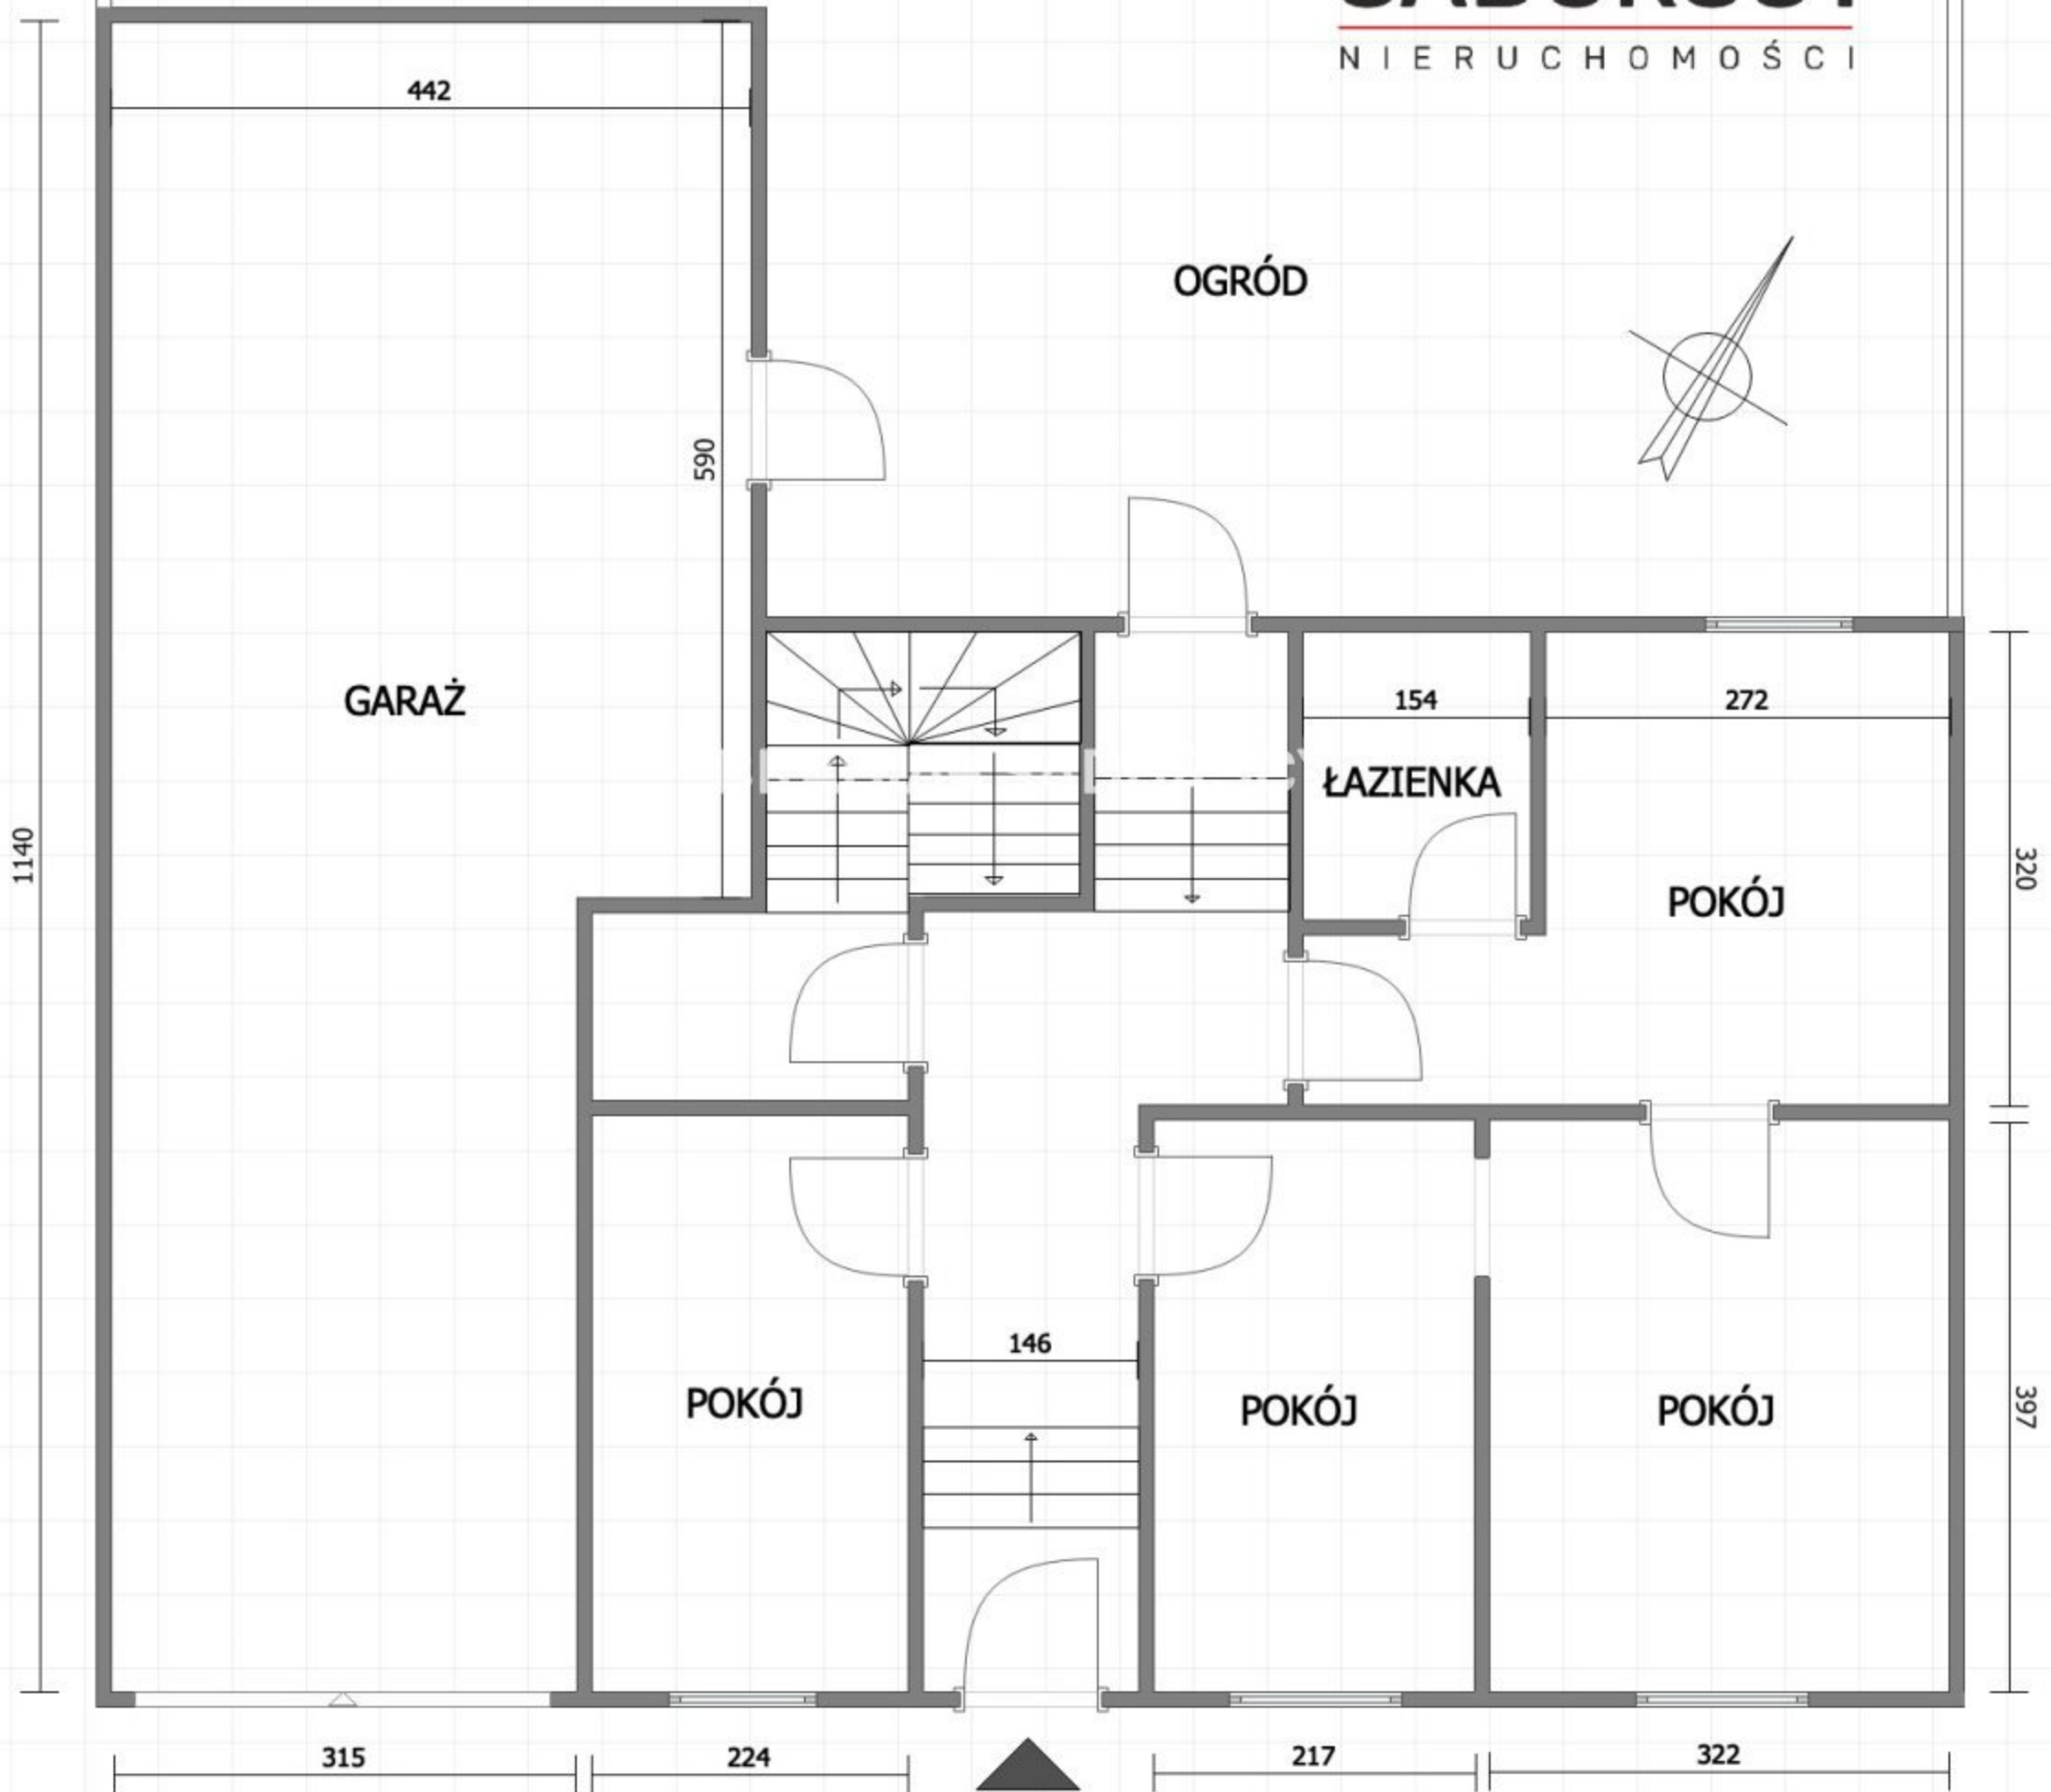 NIERUCHOMOŚCI
442
OGRÓD
590
GARAŻ
154
272
ŁAZIENKA
1140
320
POKÓJ
146
POKÓJ
POKÓJ
POKÓJ
397
315
224
217
322